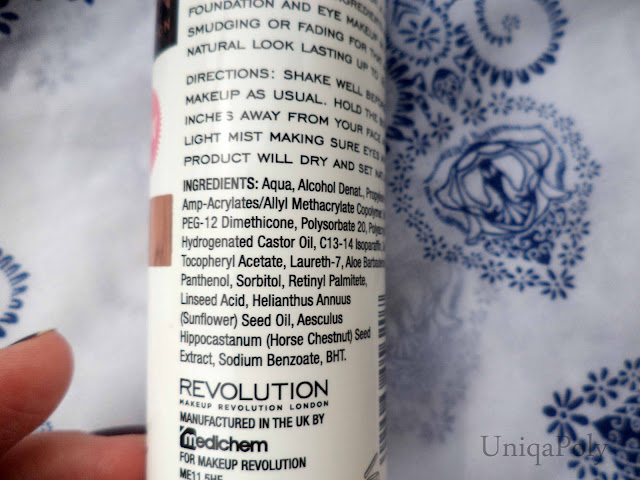 INGREDIENT
FOUNDATION AND EYE MAKEUP
SMUDGING OR FADING FOR
NATURAL LOOK LASTING UP TO
DIRECTIONS: SHAKE WELL BEFORE
MAKEUP AS USUAL. HOLD THE
INCHES AWAY FROM YOUR FACE
LIGHT MIST MAKING SURE EYES
PRODUCT WILL DRY AND SET
INGREDIENTS: Aqua, Alcohol Denat.,
Amp-Acrylates/Allyl Methacrylate Copolymer,
PEG-12 Dimethicone, Polysorbate 20,
Hydrogenated Castor Oil, C13-14 Isoparaffin,
Tocopheryl Acetate, Laureth-7, Aloe
Panthenol, Sorbitol, Retinyl Palmitate,
Linseed Acid, Helianthus Annuus
(Sunflower) Seed Oil, Aesculus
Hippocastanum (Horse Chestnut) Seed
Extract, Sodium Benzoate, BHT.
REVOLUTION
MAKEUP REVOLUTION LONDON
MANUFACTURED IN THE UK BY
medichem
FOR MAKEUP REVOLUTION
ME11 5HF
UniqaPoly